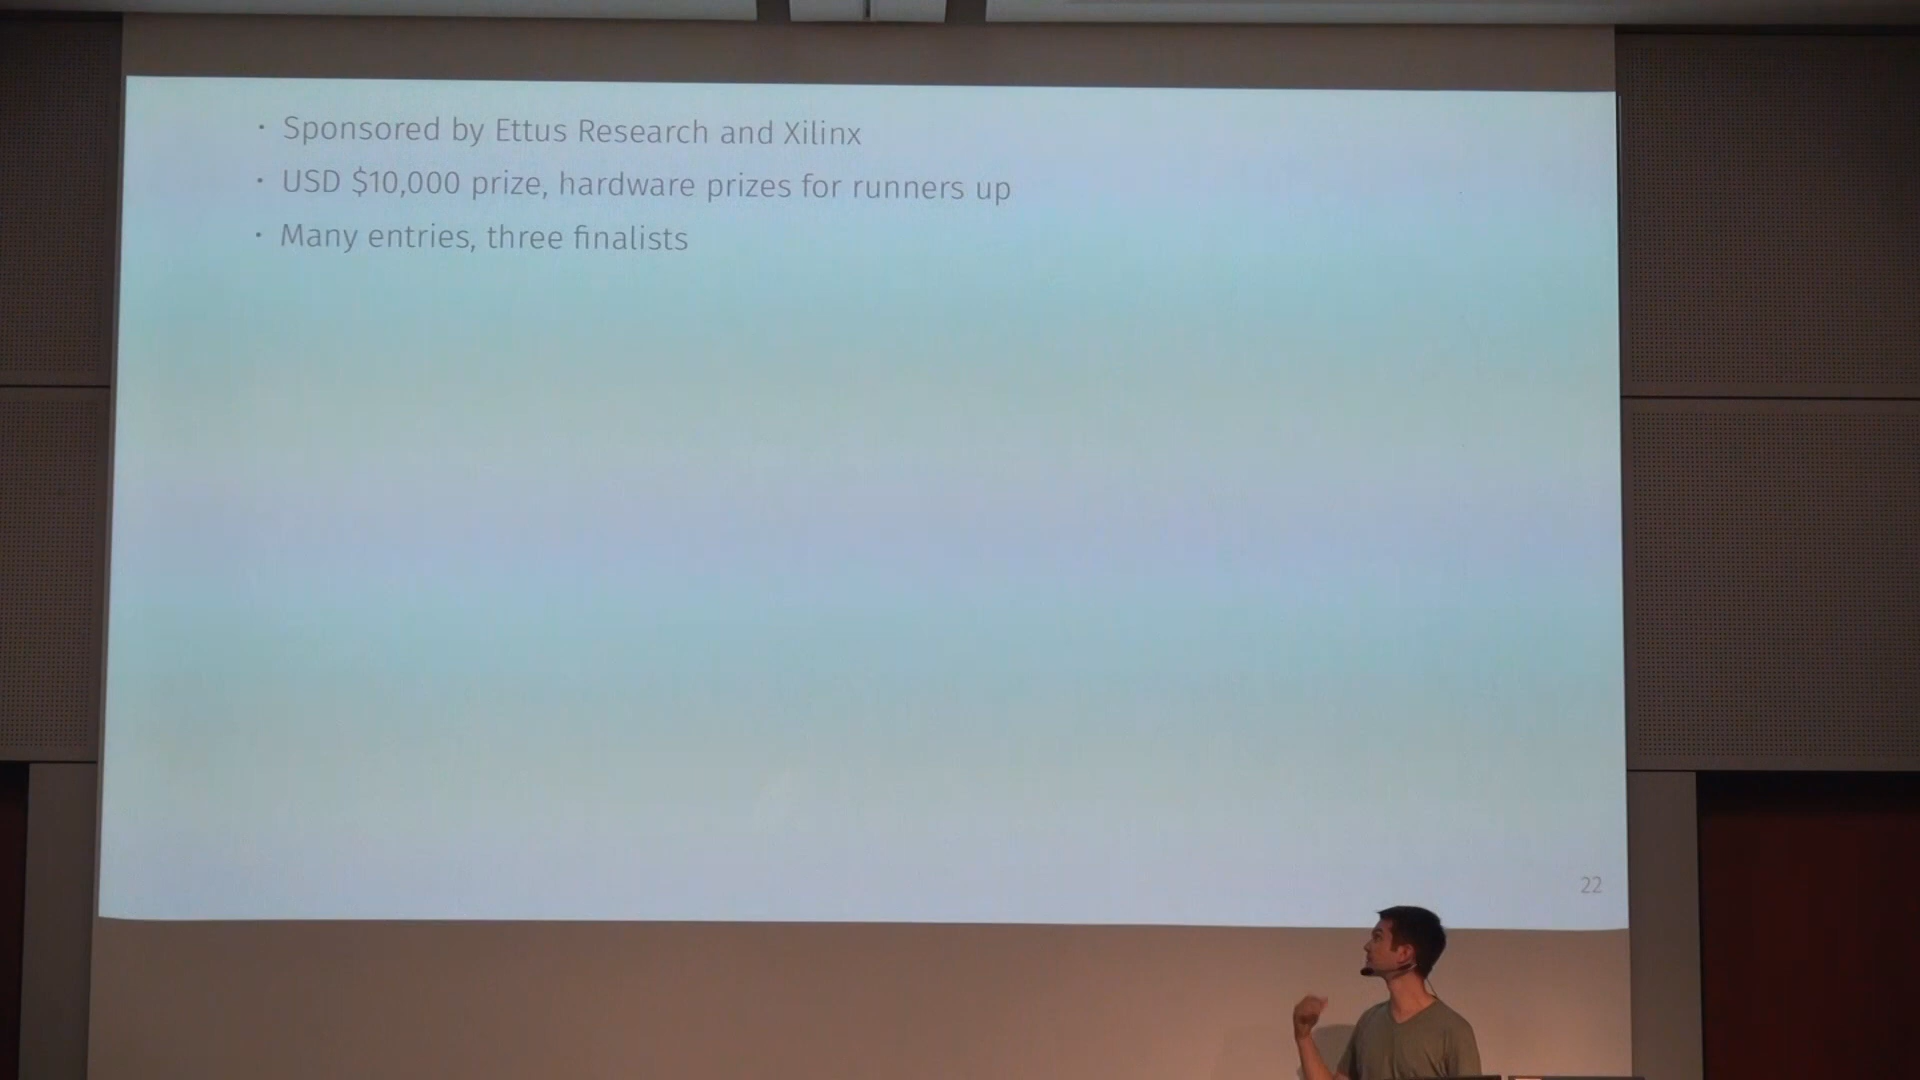 · Sponsored by Ettus Research and Xilinx
· USD $10,000 prize, hardware prizes for runners up
· Many entries, three finalists
22